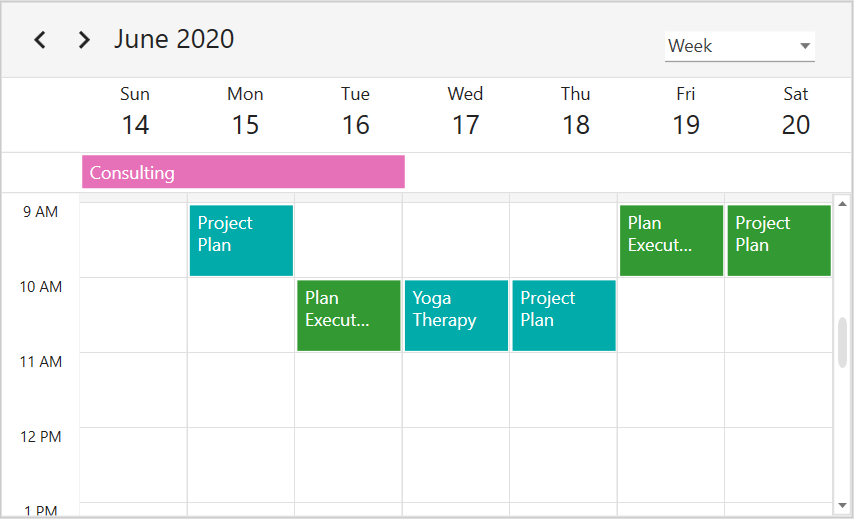 June 2020
Week
Sun Mon Tue Wed Thu Fri Sat
14 15 16 17 18 19 20
Consulting
9 AM
Project
Plan
Plan
Execut...
Project
Plan
10 AM
Plan
Execut...
Yoga
Therapy
Project
Plan
11 AM
12 PM
1 PM